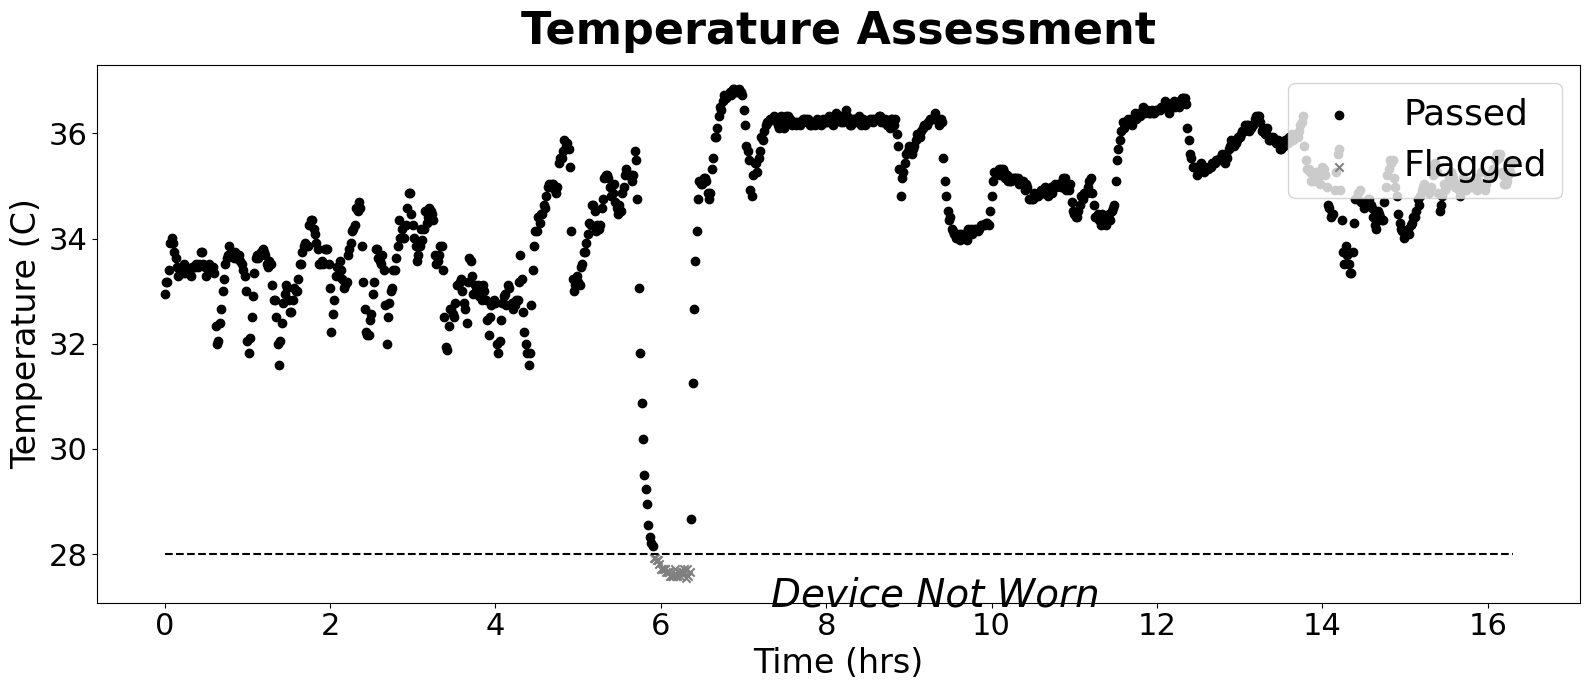 Temperature Assessment
Temperature (C)
36
34
32
30
28
Passed
Flagged
Device Not Worn
0 2 4 6 8 10 12 14 16
Time (hrs)